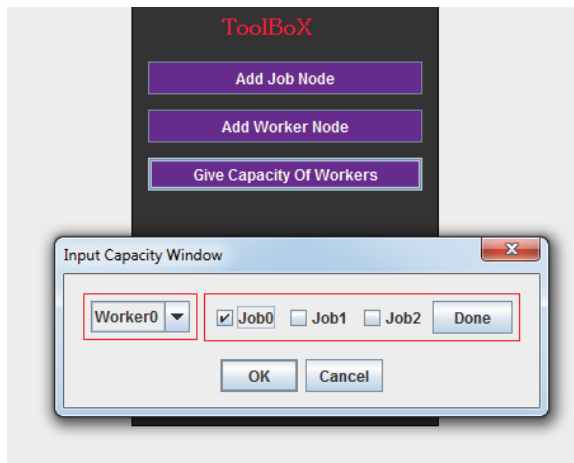 ToolBoX
Add Job Node
Add Worker Node
Give Capacity Of Workers
Input Capacity Window
Worker0 Job0 Job1 Job2 Done
OK Cancel